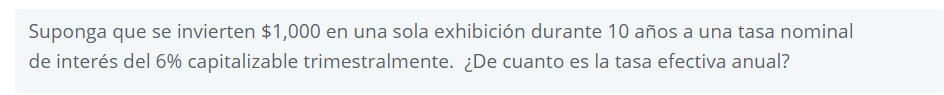 Suponga que se invierten $1,000 en una sola exhibición durante 10 años a una tasa nominal
de interés del 6% capitalizable trimestralmente.  ¿De cuanto es la tasa efectiva anual?